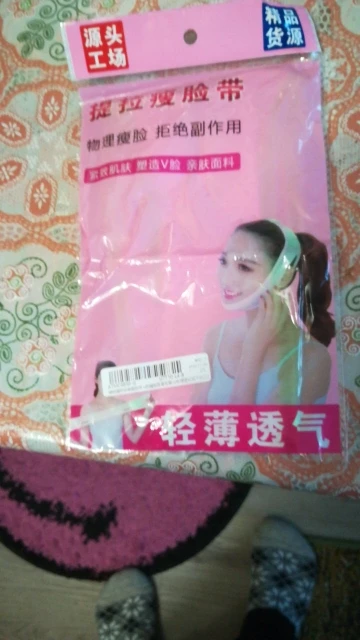 源头
工场
精品
货源
提拉瘦脸带
物理瘦脸 拒绝副作用
紧致肌肤 塑造V脸 亲肤面料
轻薄透气